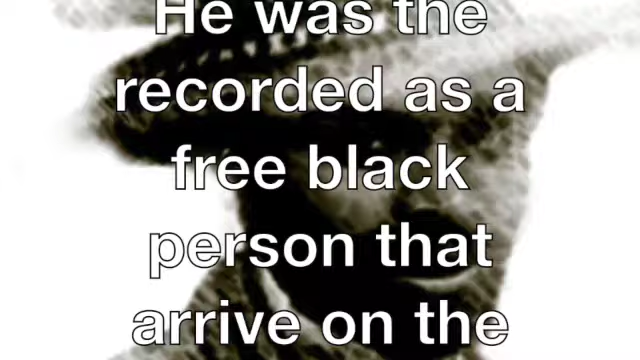 He was the
recorded as a
free black
person that
arrive on the